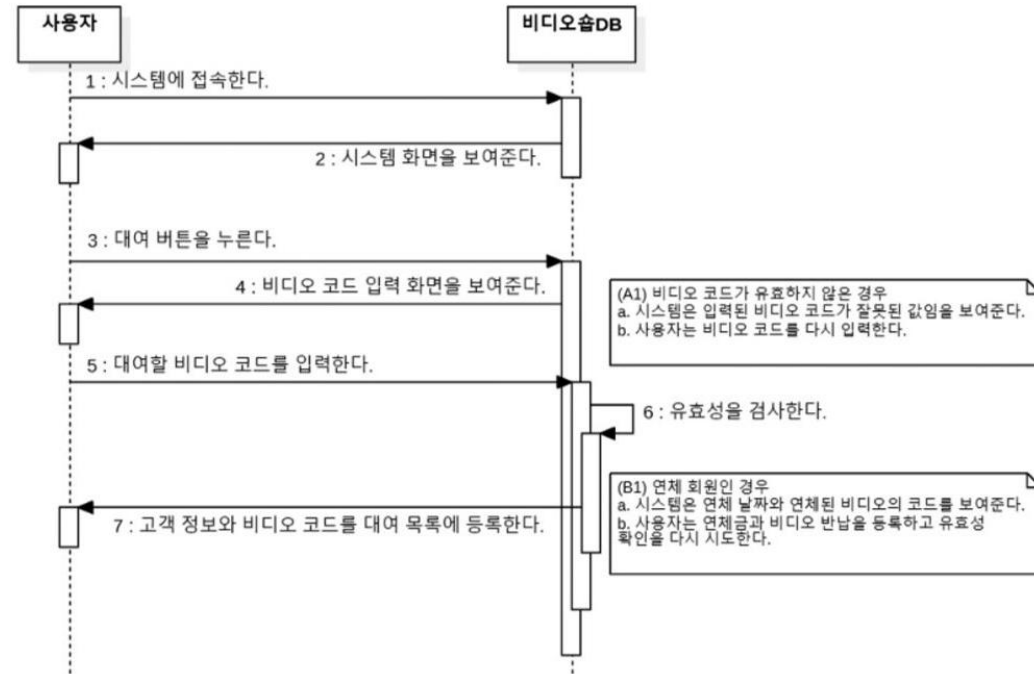 사용자
비디오숍DB
1 : 시스템에 접속한다.
2 : 시스템 화면을 보여준다.
3 : 대여 버튼을 누른다.
4 : 비디오 코드 입력 화면을 보여준다.
(A1) 비디오 코드가 유효하지 않은 경우
a. 시스템은 입력된 비디오 코드가 잘못된 값임을 보여준다.
b. 사용자는 비디오 코드를 다시 입력한다.
5 : 대여할 비디오 코드를 입력한다.
6 : 유효성을 검사한다.
(B1) 연체 회원인 경우
a. 시스템은 연체 날짜와 연체된 비디오의 코드를 보여준다.
b. 사용자는 연체금과 비디오 반납을 등록하고 유효성
확인을 다시 시도한다.
7 : 고객 정보와 비디오 코드를 대여 목록에 등록한다.